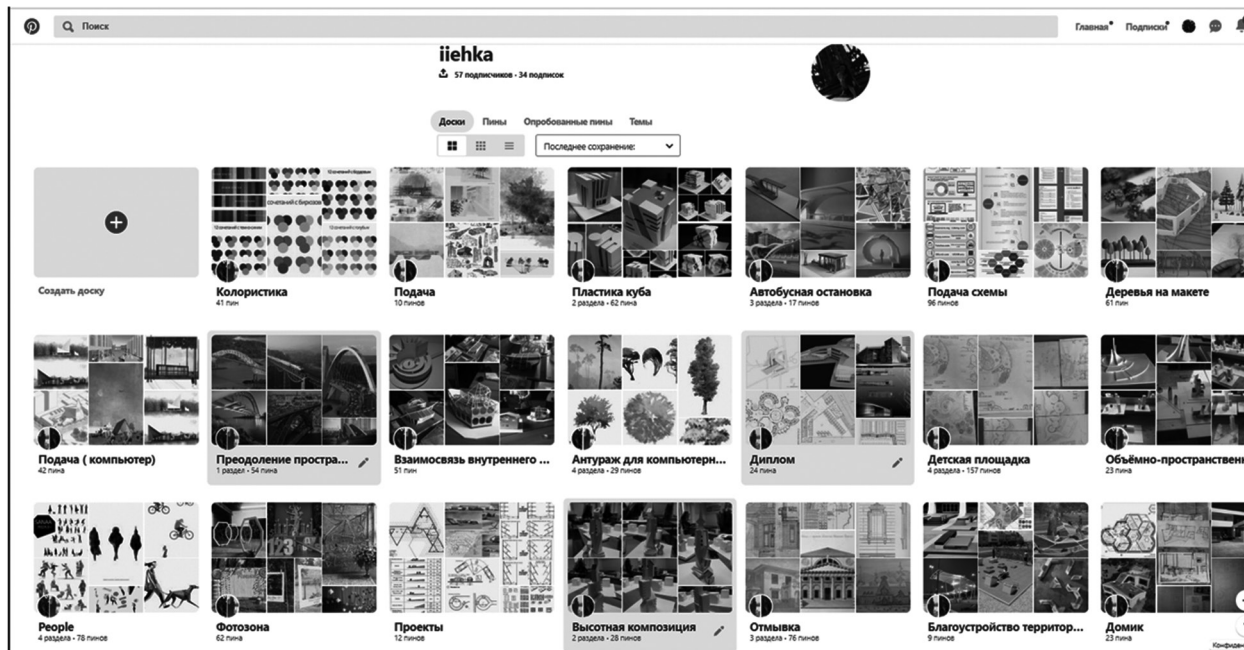 Поиск
Главная
Подписки
iiehka
57 подписчиков · 34 подписок
Доски
Пины
Опробованные пины
Темы
Последнее сохранение:
Создать доску
Колористика
41 пин
Подача
10 пинов
Пластика куба
2 раздела · 62 пина
Автобусная остановка
3 раздела · 17 пинов
Подача схемы
96 пинов
Деревья на макете
61 пин
Подача ( компьютер)
42 пина
Преодоление простра...
1 раздел · 54 пина
Взаимосвязь внутреннего ...
51 пин
Антураж для компьютерн...
4 раздела · 29 пинов
Диплом
24 пина
Детская площадка
4 раздела · 157 пинов
Объёмно-пространствен
23 пина
People
4 раздела · 78 пинов
Фотозона
62 пина
Проекты
12 пинов
Высотная композиция
2 раздела · 28 пинов
Отмывка
3 раздела · 76 пинов
Благоустройство территор...
9 пинов
Домик
23 пина